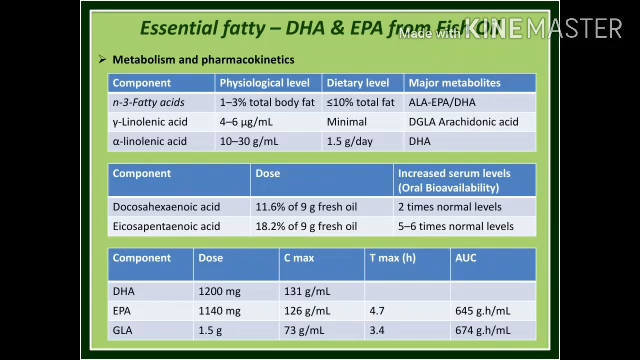 Essential fatty – DHA & EPA from Fish Oil
Made with KINEMASTER
➢ Metabolism and pharmacokinetics
Component Physiological level Dietary level Major metabolites
n-3-Fatty acids 1–3% total body fat ≤10% total fat ALA-EPA/DHA
γ-Linolenic acid 4–6 µg/mL Minimal DGLA Arachidonic acid
α-linolenic acid 10–30 g/mL 1.5 g/day DHA
Component Dose Increased serum levels
(Oral Bioavailability)
Docosahexaenoic acid 11.6% of 9 g fresh oil 2 times normal levels
Eicosapentaenoic acid 18.2% of 9 g fresh oil 5–6 times normal levels
Component Dose C max T max (h) AUC
DHA 1200 mg 131 g/mL
EPA 1140 mg 126 g/mL 4.7 645 g.h/mL
GLA 1.5 g 73 g/mL 3.4 674 g.h/mL